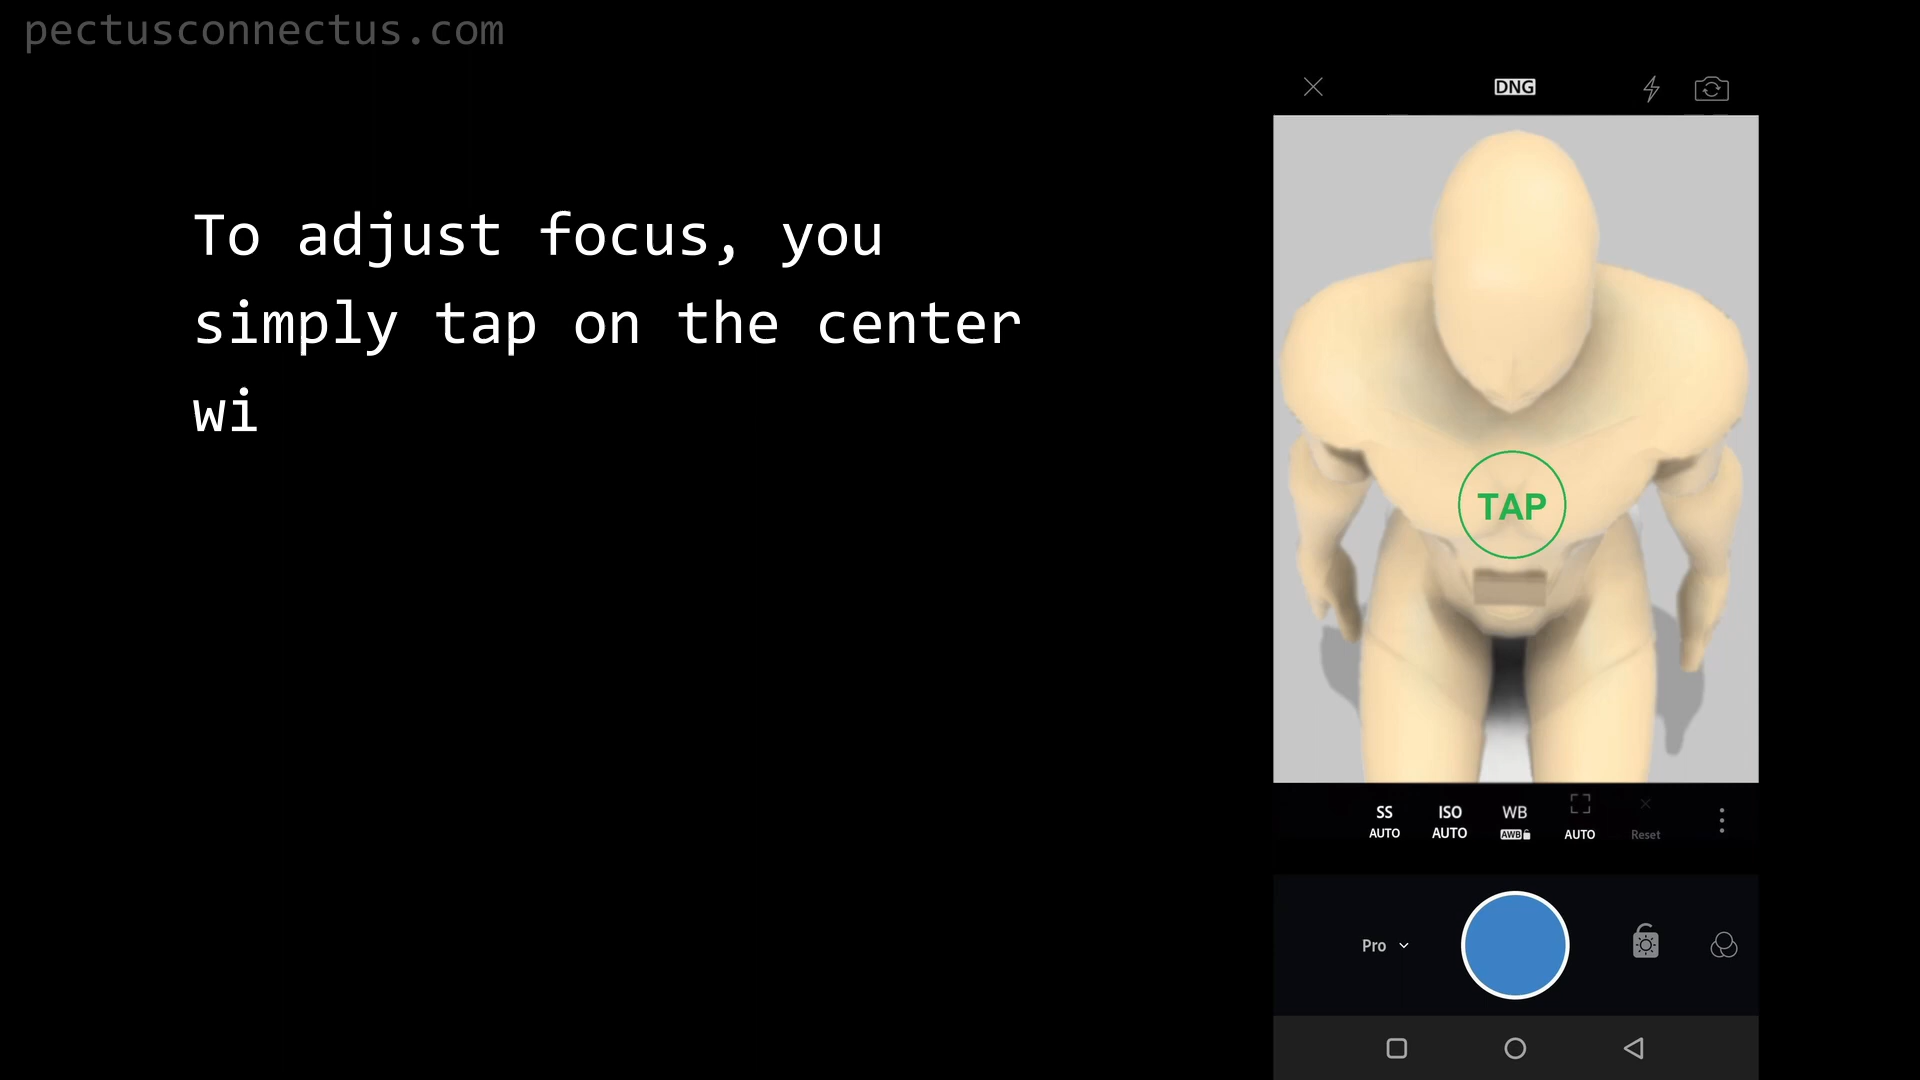 pectusconnectus.com
To adjust focus, you
simply tap on the center
wi
DNG
TAP
SS ISO WB
AUTO AUTO AWB AUTO Reset
Pro